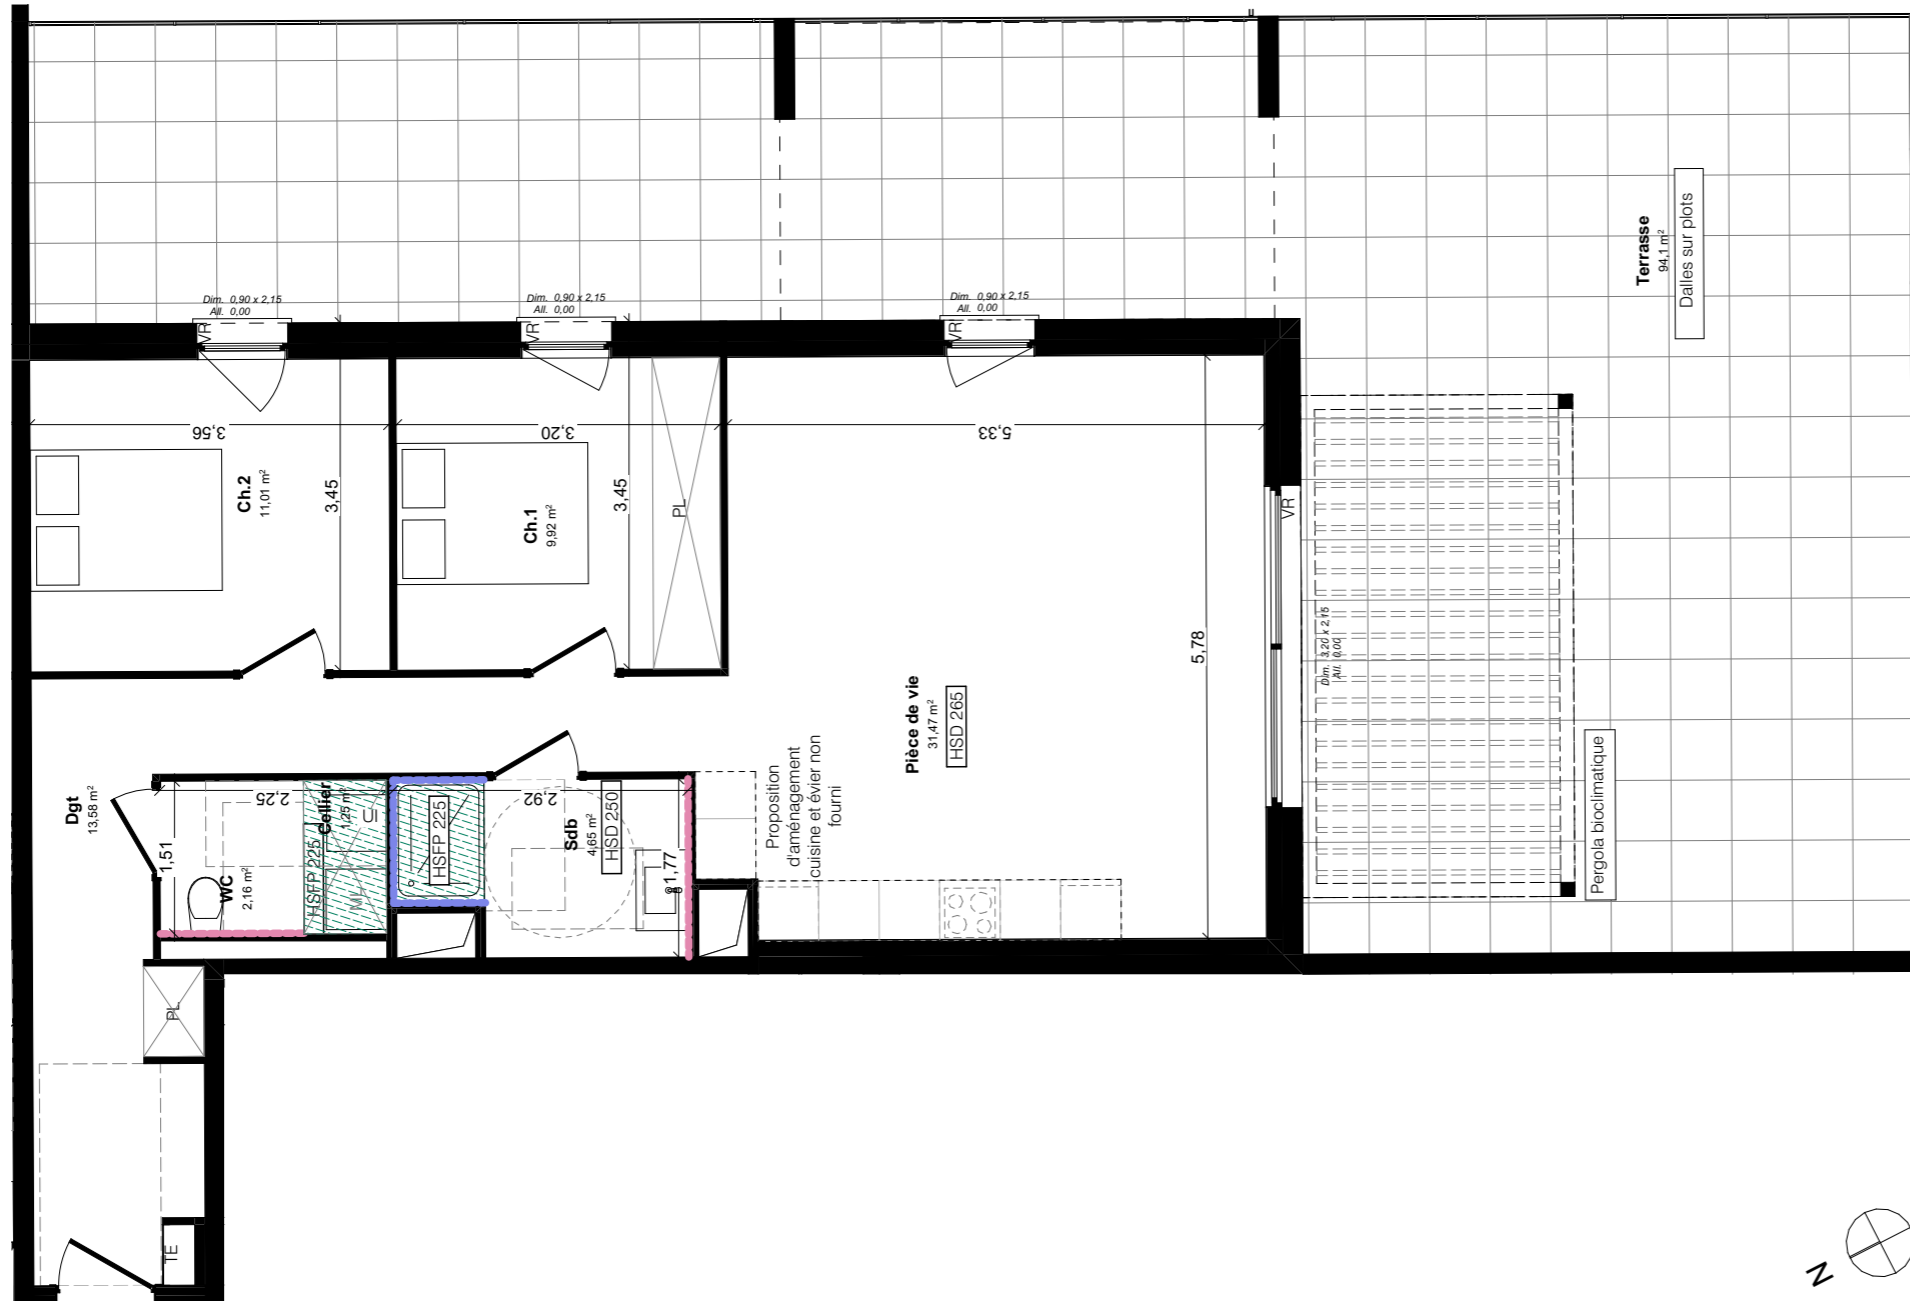 Dim. 0,90 x 2,15
All. 0,00
VR
Dim. 0,90 x 2,15
All. 0,00
VR
Dim. 0,90 x 2,15
All. 0,00
VR
Terrasse
94,1 m²
Dalles sur plots
3,56
3,20
5,33
Ch.2
11,01 m²
3,45
Ch.1
9,92 m²
3,45
PL
VR
Dim. 3,20 x 2,15
All. 0,00
5,78
Pièce de vie
31,47 m²
HSD 265
Proposition
d'aménagement
cuisine et évier non
fourni
Pergola bioclimatique
Dgt
13,58 m²
2,25
Cellier
1,25 m²
UI
HSFP 225
ML
1,51
WC
2,16 m²
HSFP 225
2,92
Sdb
4,65 m²
HSD 250
1,77
PL
TE
N